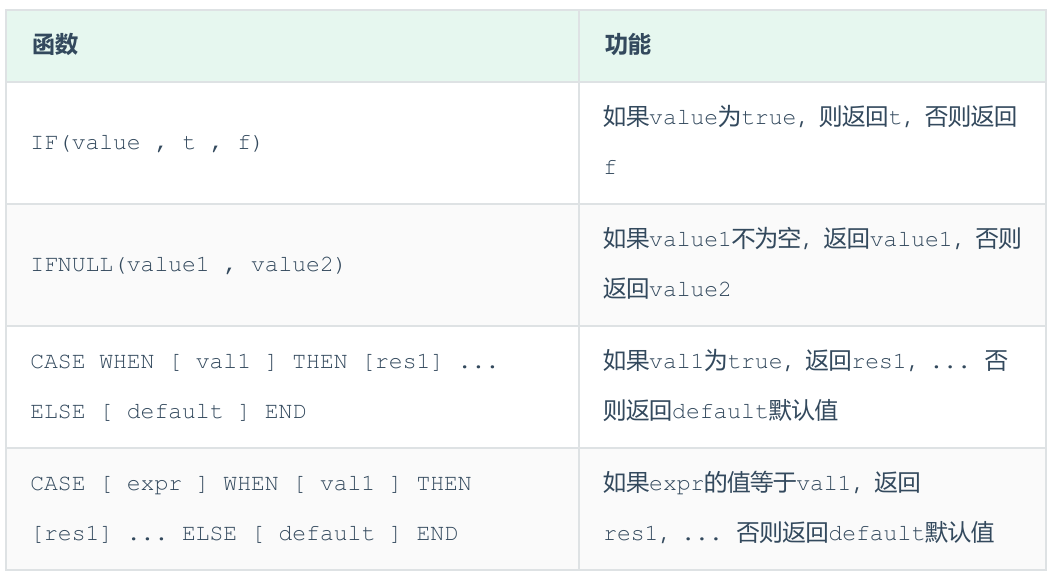 函数 功能
IF(value , t , f)
如果value为true, 则返回t, 否则返回
f
IFNULL(value1 , value2)
如果value1不为空, 返回value1, 否则
返回value2
CASE WHEN [ val1 ] THEN [res1] ...
ELSE [ default ] END
如果val1为true, 返回res1, ... 否
则返回default默认值
CASE [ expr ] WHEN [ val1 ] THEN
[res1] ... ELSE [ default ] END
如果expr的值等于val1, 返回
res1, ... 否则返回default默认值